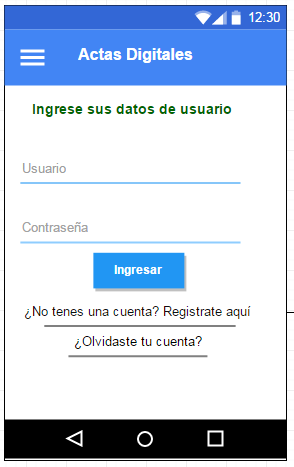 12:30
Actas Digitales
Ingrese sus datos de usuario
Usuario
Contraseña
Ingresar
¿No tenes una cuenta? Registrate aquí
¿Olvidaste tu cuenta?